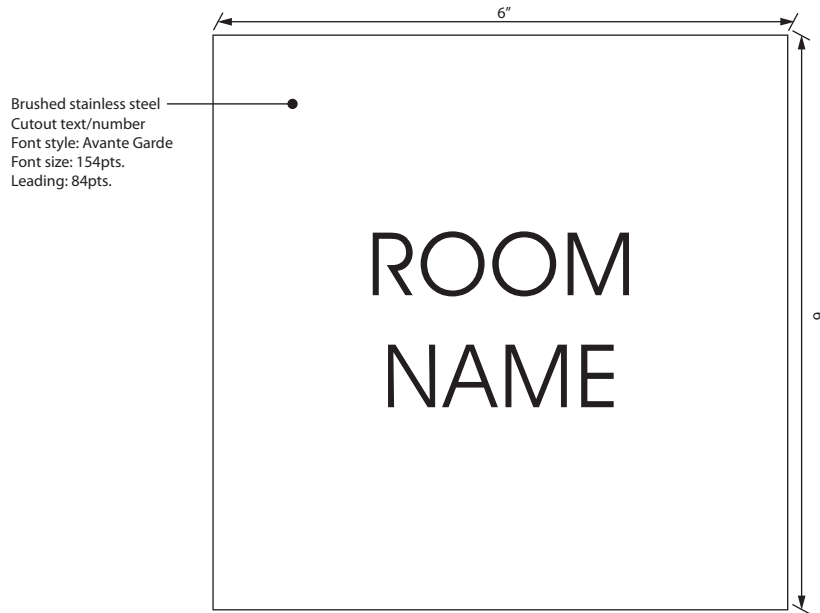 6”
Brushed stainless steel
Cutout text/number
Font style: Avante Garde
Font size: 154pts.
Leading: 84pts.
ROOM
NAME